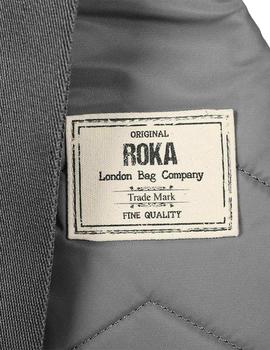 ORIGINAL
ROKA
London Bag Company
Trade Mark
FINE QUALITY